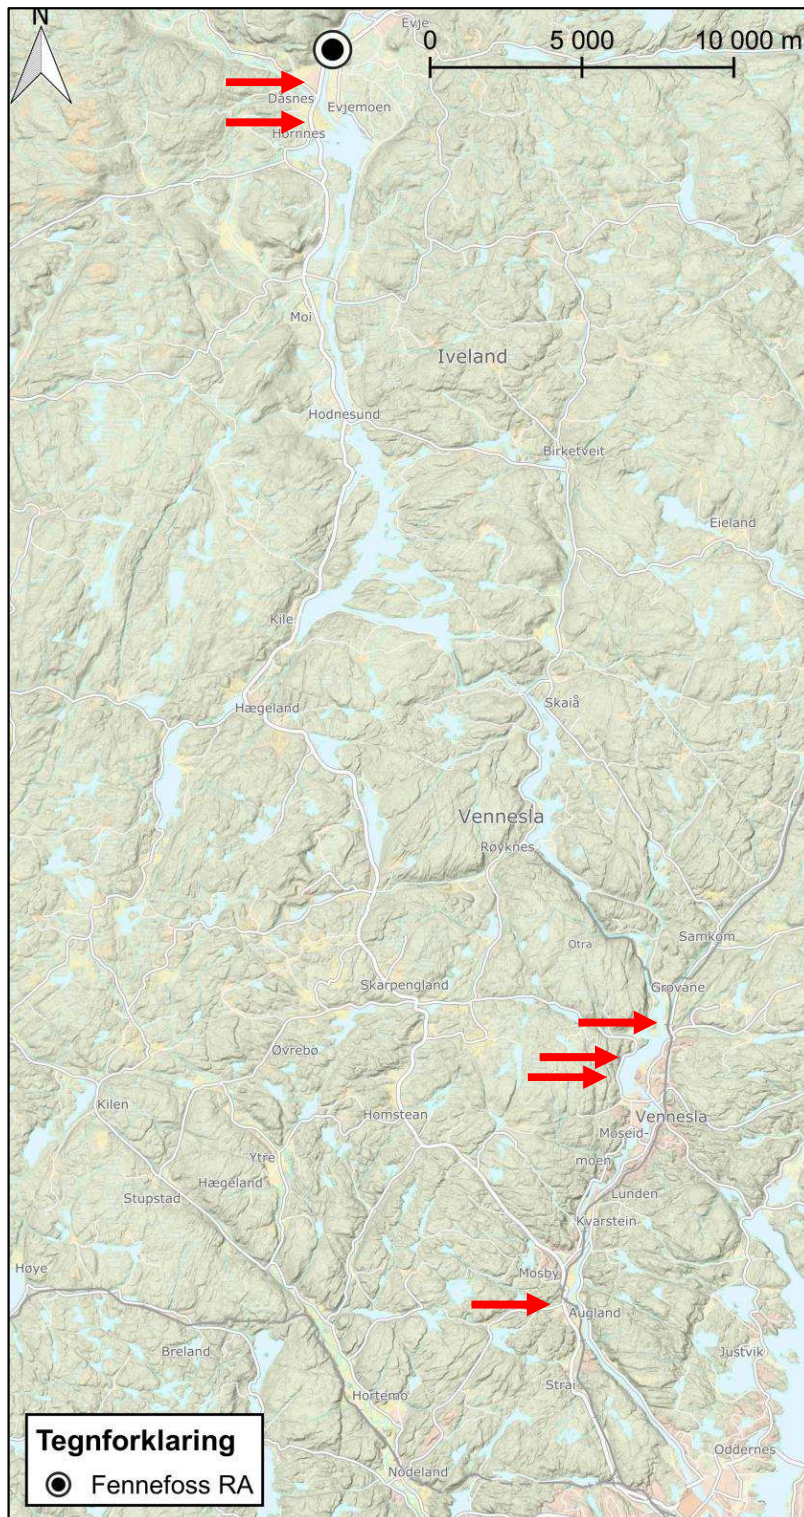 N
Evje
0 5 000 10 000 m
Dåsnes
Evjemoen
Hornnes
Moi
Iveland
Hodnesund
Birketveit
Eieland
Kile
Skaiå
Hægeland
Vennesla
Røyknes
Samkom
Otra
Skarpengland
Grovane
Øvrebø
Kilen
Homstean
Vennesla
Moseid-
moen
Ytre
Hægeland
Stupstad
Lunden
Kvarstein
Høye
Mosby
Augland
Breland
Justvik
Strai
Hortemo
Oddernes
Nodeland
Tegnforklaring
Fennefoss RA